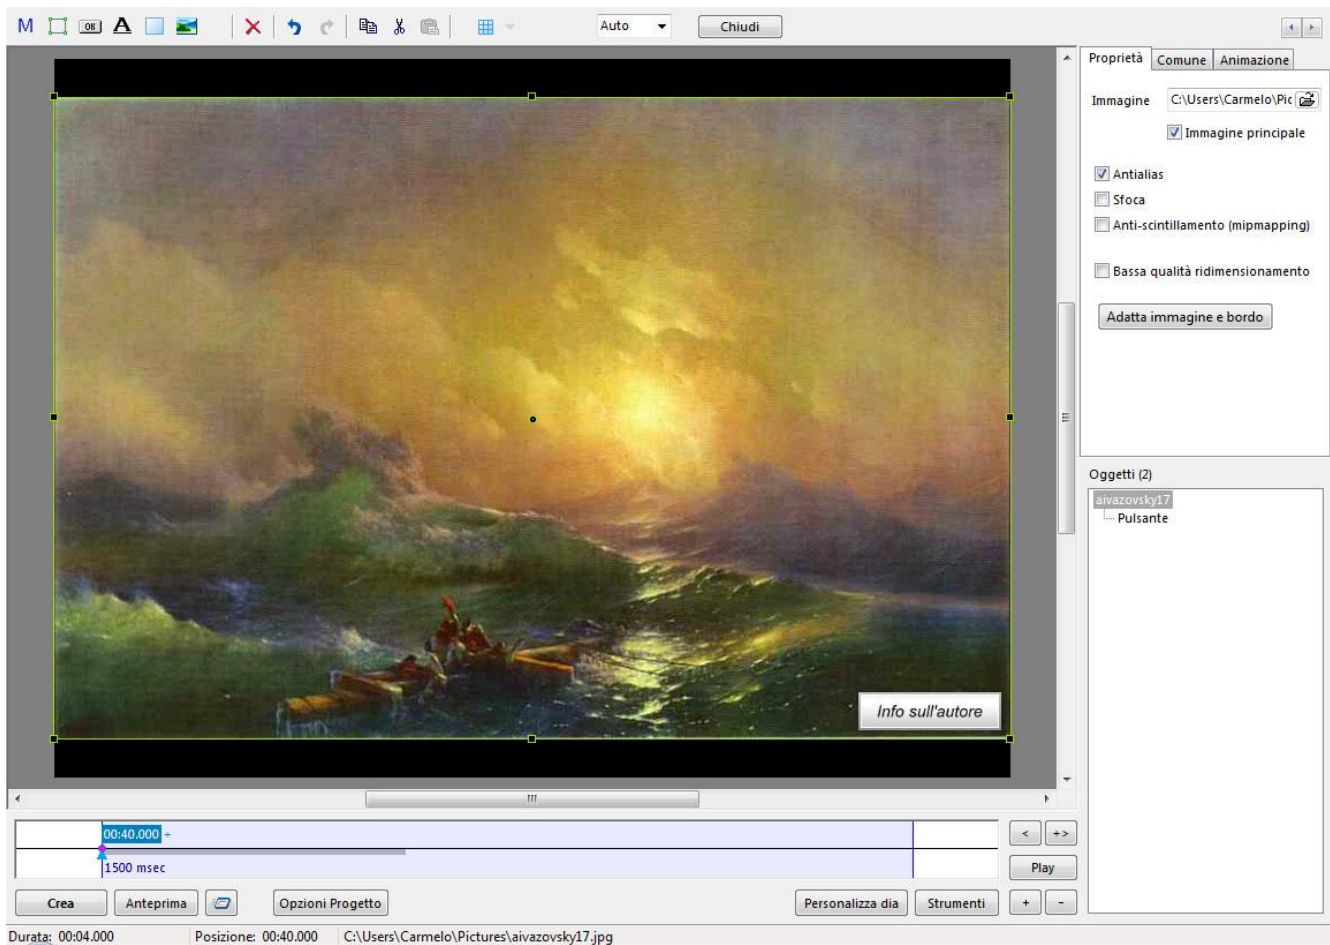 M OK A Auto Chiudi
Proprietà Comune Animazione
Immagine C:\Users\Carmelo\Pic
Immagine principale
Antialias
Sfoca
Anti-scintillamento (mipmapping)
Bassa qualità ridimensionamento
Adatta immagine e bordo
Oggetti (2)
aivazovsky17
Pulsante
Info sull'autore
00:40.000 +
1500 msec
< +>
Play
Crea Anteprima Opzioni Progetto Personalizza dia Strumenti + -
Durata: 00:04.000 Posizione: 00:40.000 C:\Users\Carmelo\Pictures\aivazovsky17.jpg